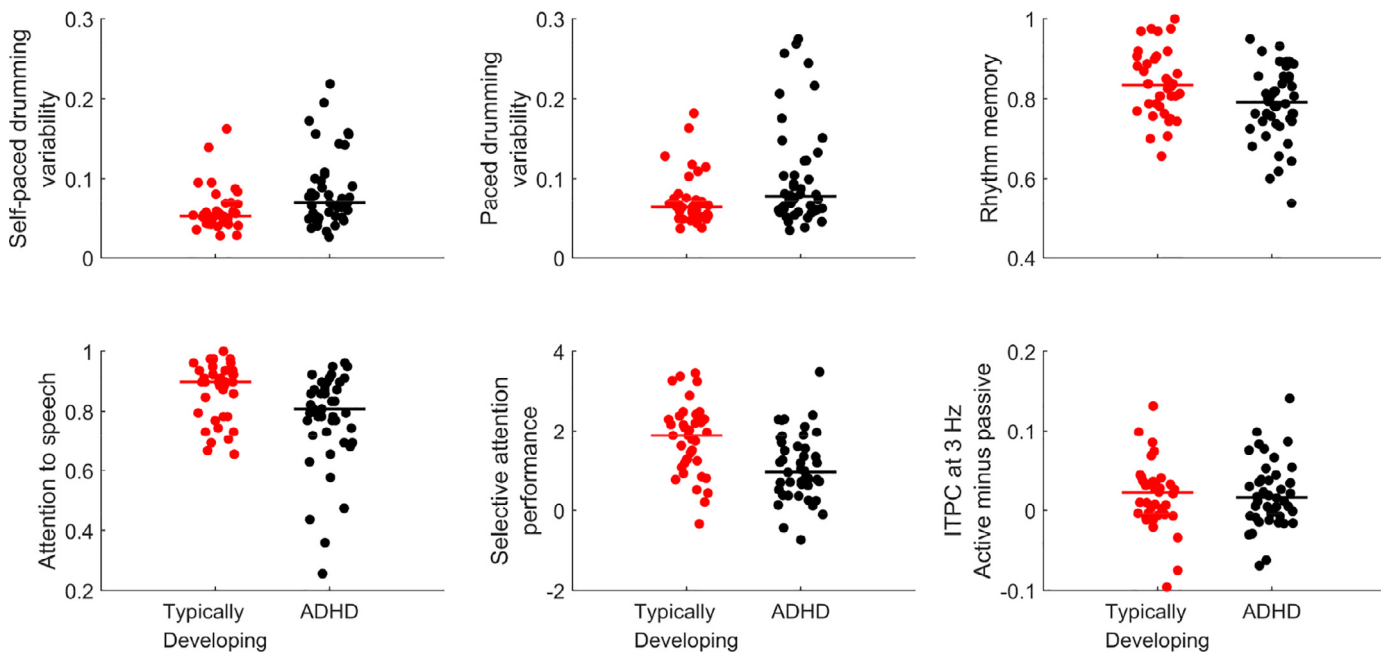 Self-paced drumming
variability
0.3
0.2
0.1
0
Paced drumming
variability
0.3
0.2
0.1
0
Rhythm memory
1
0.8
0.6
0.4
Attention to speech
1
0.8
0.6
0.4
0.2
Typically
Developing
ADHD
Selective attention
performance
4
2
0
-2
Typically
Developing
ADHD
ITPC at 3 Hz
Active minus passive
0.2
0.1
0
-0.1
Typically
Developing
ADHD